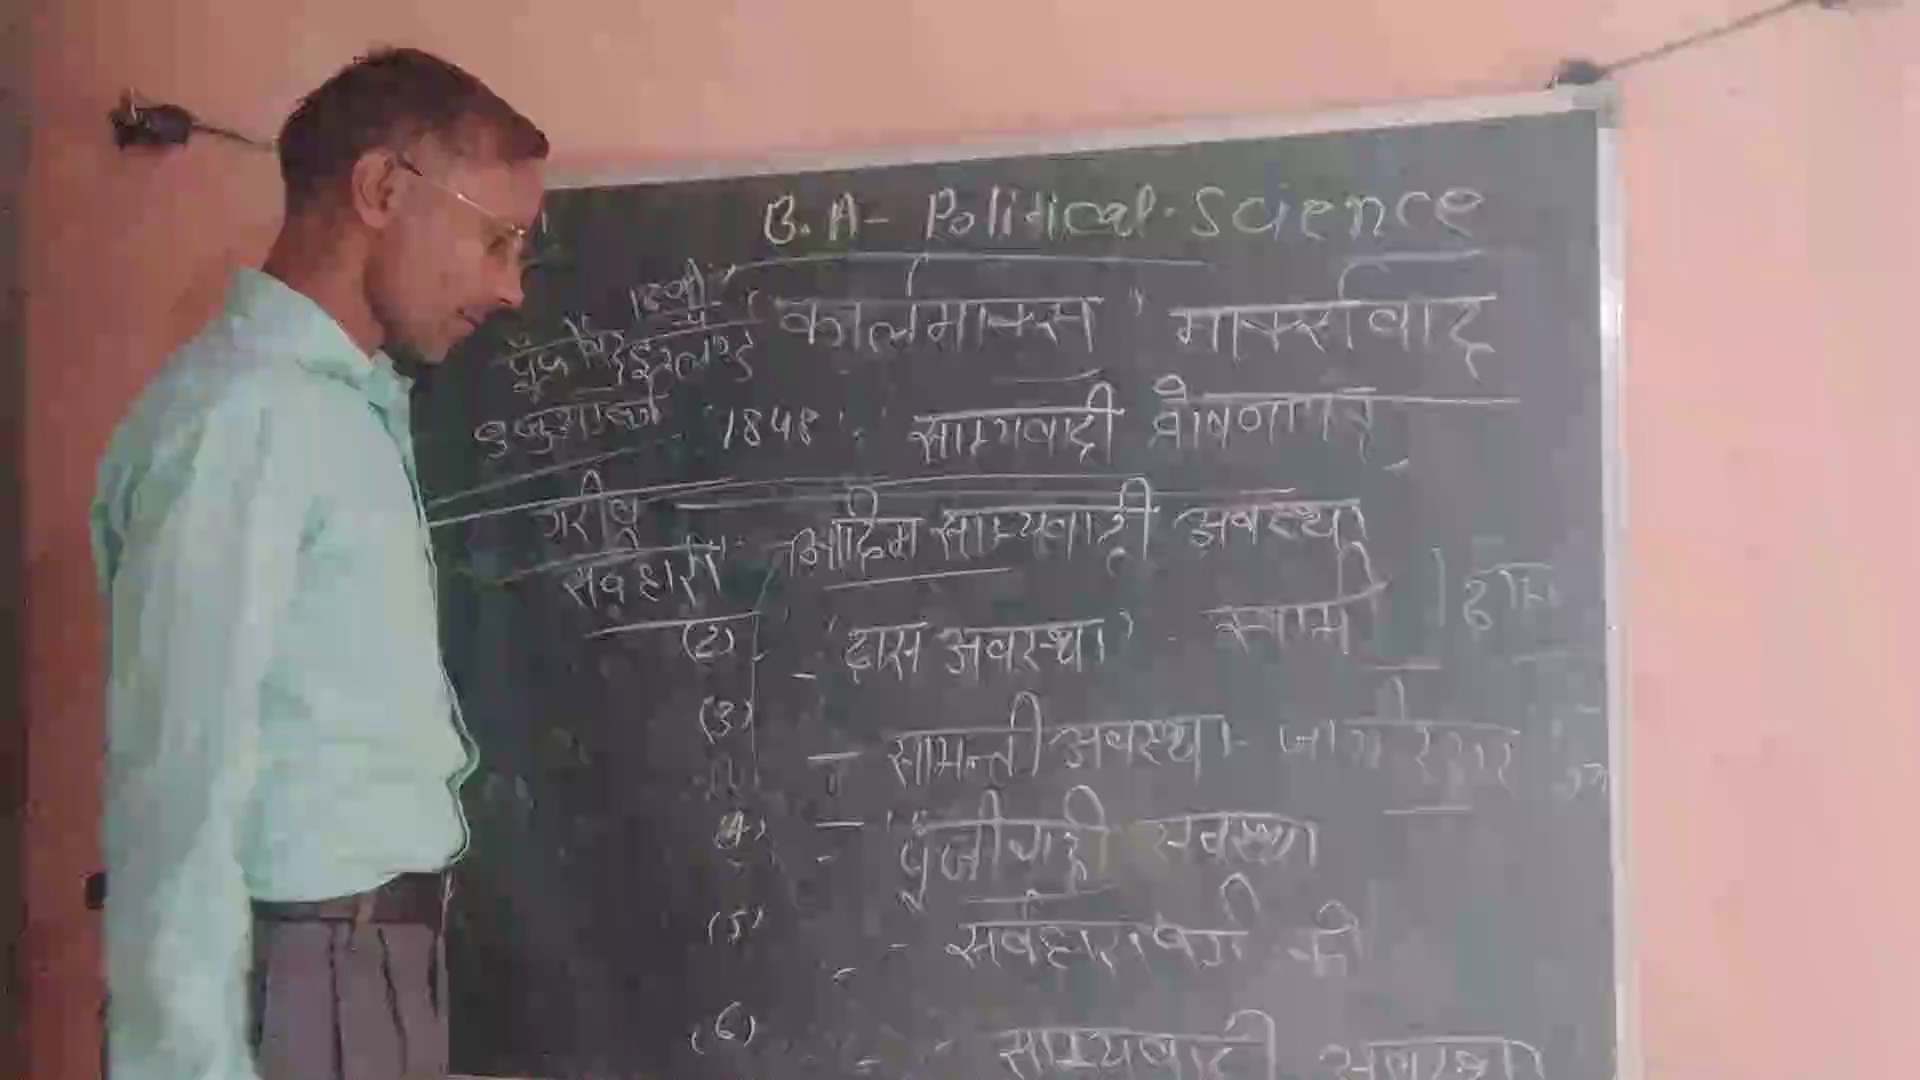 B.A - Political. Science
"कार्लमार्क्स" मार्क्सवाद
इंग्लैण्ड
1848. साम्यवादी घोषणापत्र
गरीब
सर्वहारा
आदिम साम्यवादी अवस्था
(2) - "दास अवस्था" - स्वामी । दास
(3) - सामन्ती अवस्था - जागीरदार
(4) - पूंजीवादी अवस्था
(5) - सर्वहारा वर्ग की
(6) - साम्यवादी अवस्था